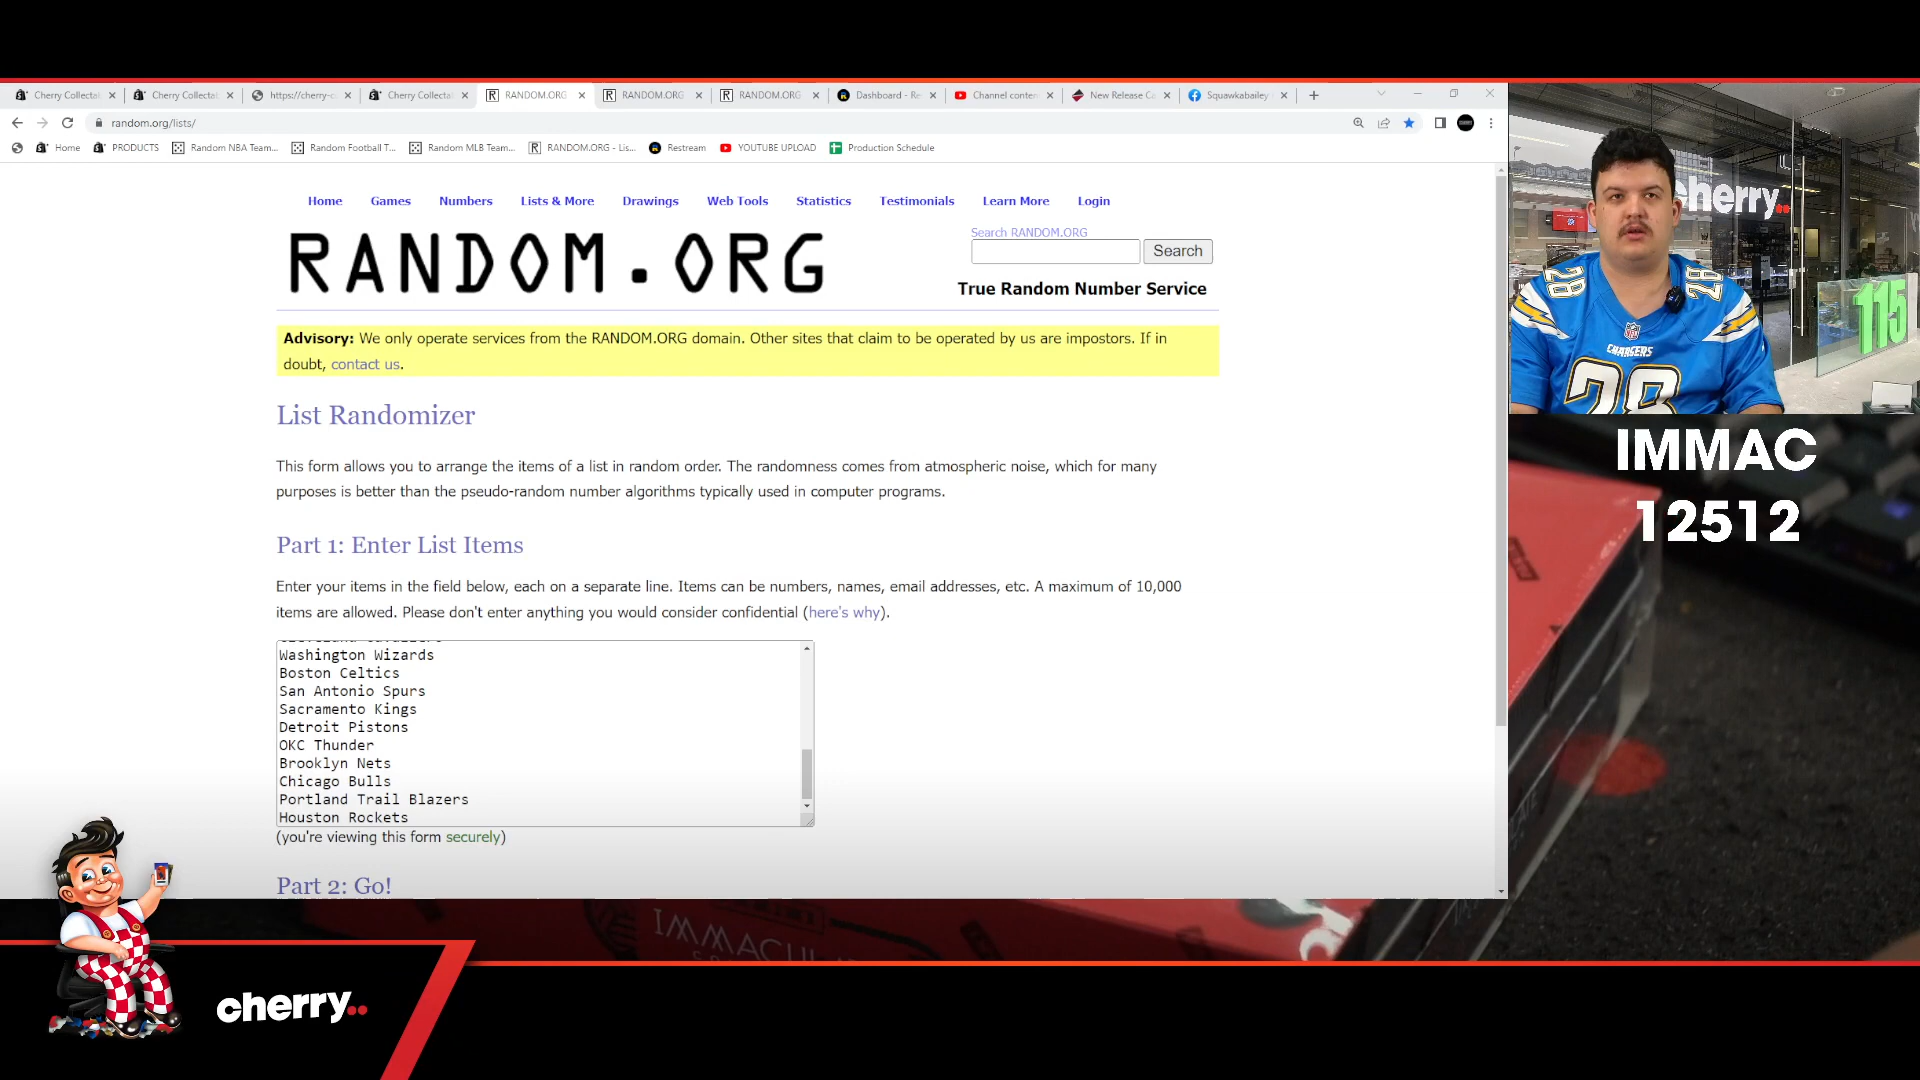 Cherry Collecta
Cherry Collecta
https://cherry-c
Cherry Collecta
RANDOM.ORG
RANDOM.ORG
RANDOM.ORG
Dashboard - Re
Channel conten
New Release Ca
Squawkabailey
random.org/lists/
Home
PRODUCTS
Random NBA Team...
Random Football T...
Random MLB Team...
RANDOM.ORG - Lis...
Restream
YOUTUBE UPLOAD
Production Schedule
Home Games Numbers Lists & More Drawings Web Tools Statistics Testimonials Learn More Login
RANDOM.ORG
Search RANDOM.ORG
Search
True Random Number Service
Advisory: We only operate services from the RANDOM.ORG domain. Other sites that claim to be operated by us are impostors. If in
doubt, contact us.
List Randomizer
This form allows you to arrange the items of a list in random order. The randomness comes from atmospheric noise, which for many
purposes is better than the pseudo-random number algorithms typically used in computer programs.
Part 1: Enter List Items
Enter your items in the field below, each on a separate line. Items can be numbers, names, email addresses, etc. A maximum of 10,000
items are allowed. Please don't enter anything you would consider confidential (here's why).
Washington Wizards
Boston Celtics
San Antonio Spurs
Sacramento Kings
Detroit Pistons
OKC Thunder
Brooklyn Nets
Chicago Bulls
Portland Trail Blazers
Houston Rockets
(you're viewing this form securely)
Part 2: Go!
cherry..
115
28
28
CHARGERS
28
IMMAC
12512
IMMACUL
cherry..